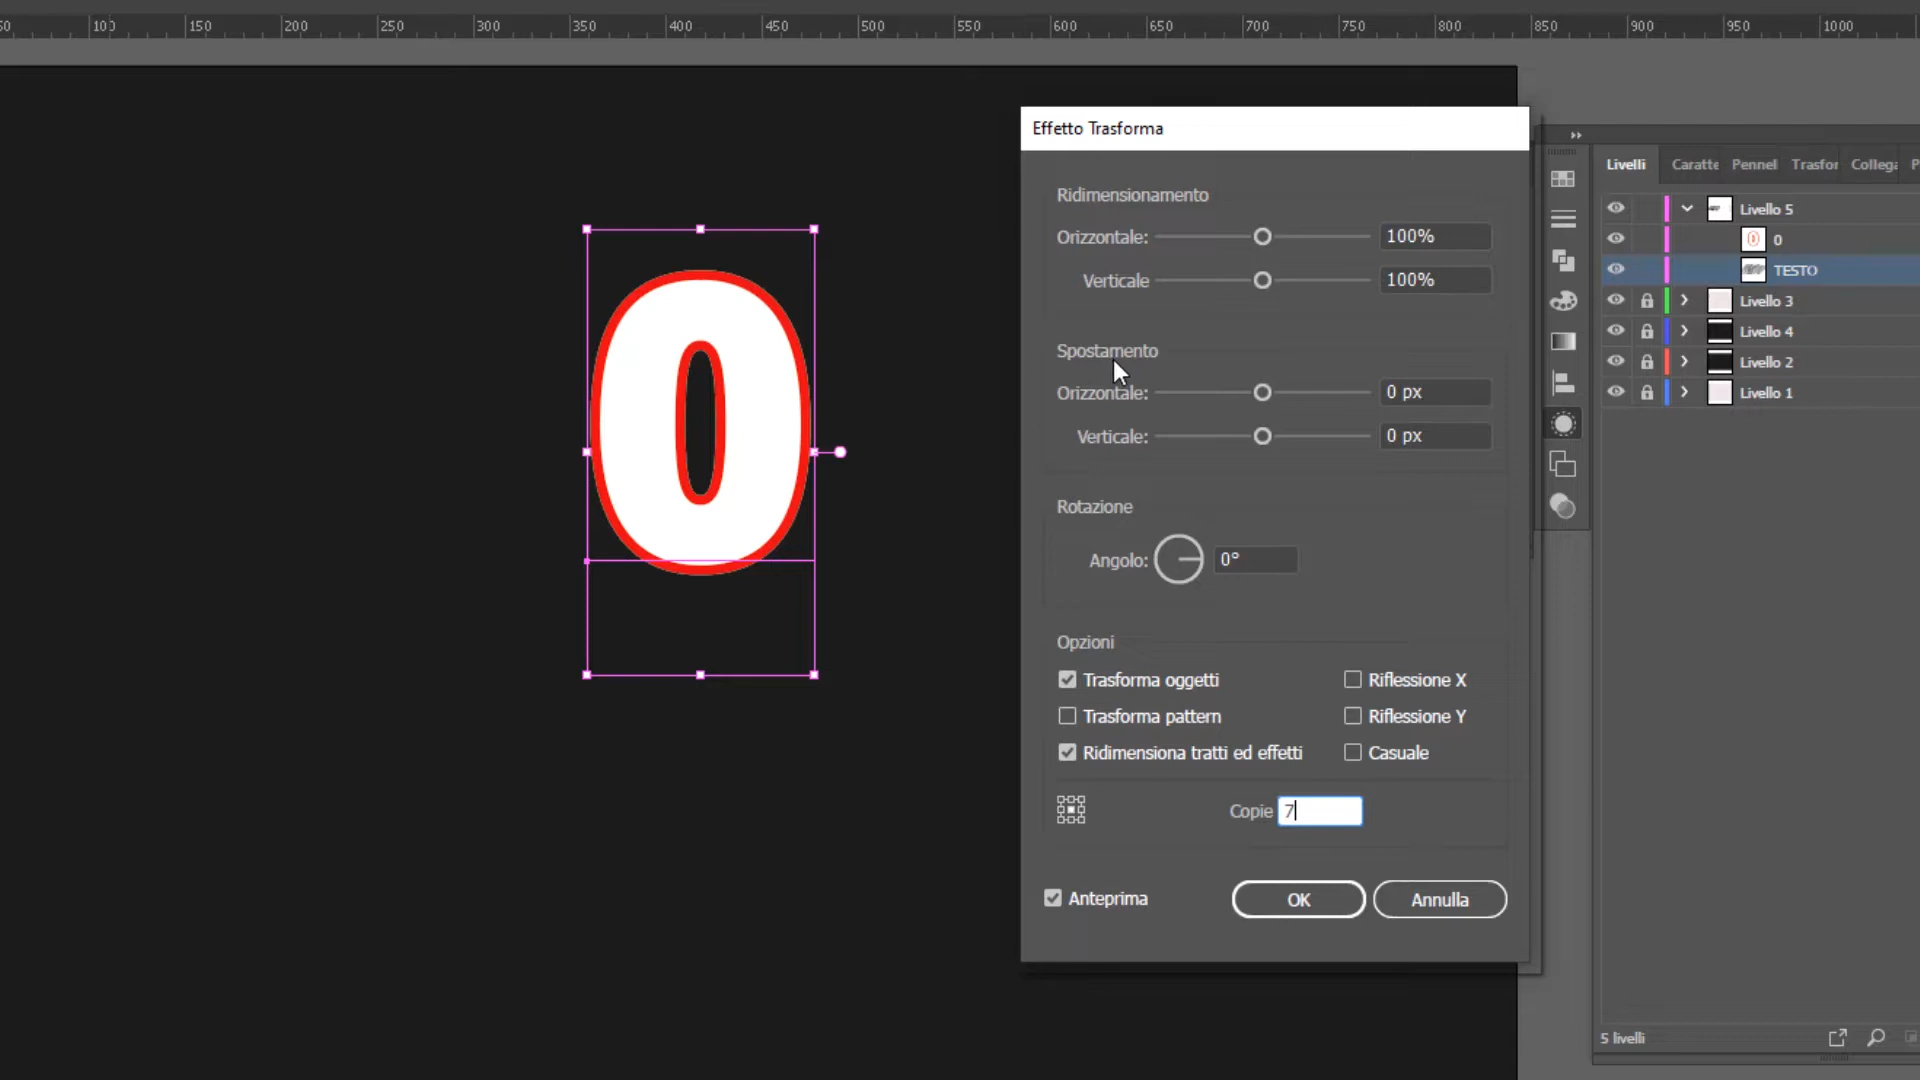 50 100 150 200 250 300 350 400 450 500 550 600 650 700 750 800 850 900 950 1000
Effetto Trasforma
Ridimensionamento
Orizzontale: 100%
Verticale 100%
Spostamento
Orizzontale: 0 px
Verticale: 0 px
Rotazione
Angolo: 0°
Opzioni
Trasforma oggetti Riflessione X
Trasforma pattern Riflessione Y
Ridimensiona tratti ed effetti Casuale
Copie 7
Anteprima OK Annulla
0
Livelli Caratte Pennel Trasfor Collega P
Livello 5
0
TESTO
Livello 3
Livello 4
Livello 2
Livello 1
5 livelli